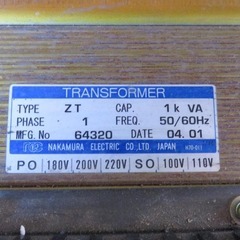 TRANSFORMER
TYPE ZT CAP. 1k VA
PHASE 1 FREQ. 50/60Hz
MFG.No 64320 DATE 04.01
NAKAMURA ELECTRIC CO.,LTD JAPAN
PO 180V 200V 220V SO 100V 110V